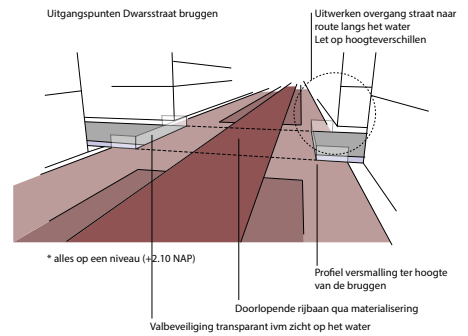 Uitgangspunten Dwarsstraat bruggen
Uitwerken overgang straat naar
route langs het water
Let op hoogteverschillen
* alles op een niveau (+2.10 NAP)
Profiel versmalling ter hoogte
van de bruggen
Doorlopende rijbaan qua materialisering
Valbeveiliging transparant ivm zicht op het water